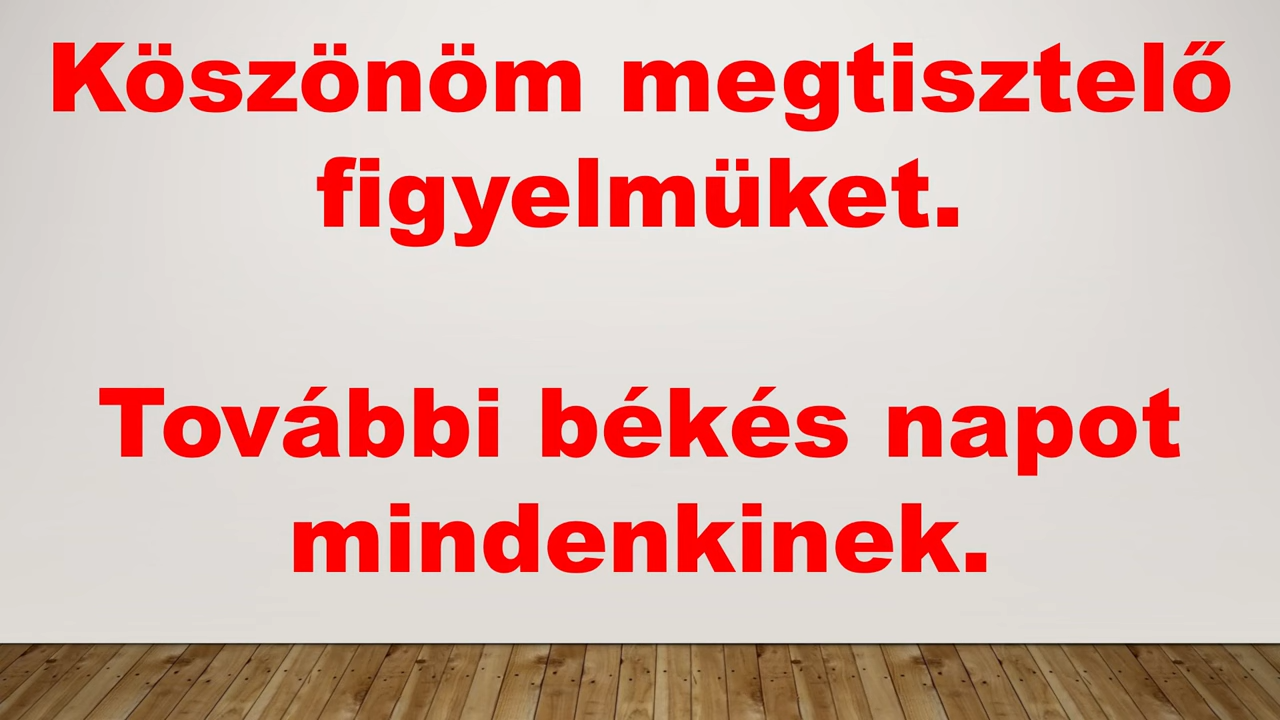 Köszönöm megtisztelő
figyelmüket.
További békés napot
mindenkinek.